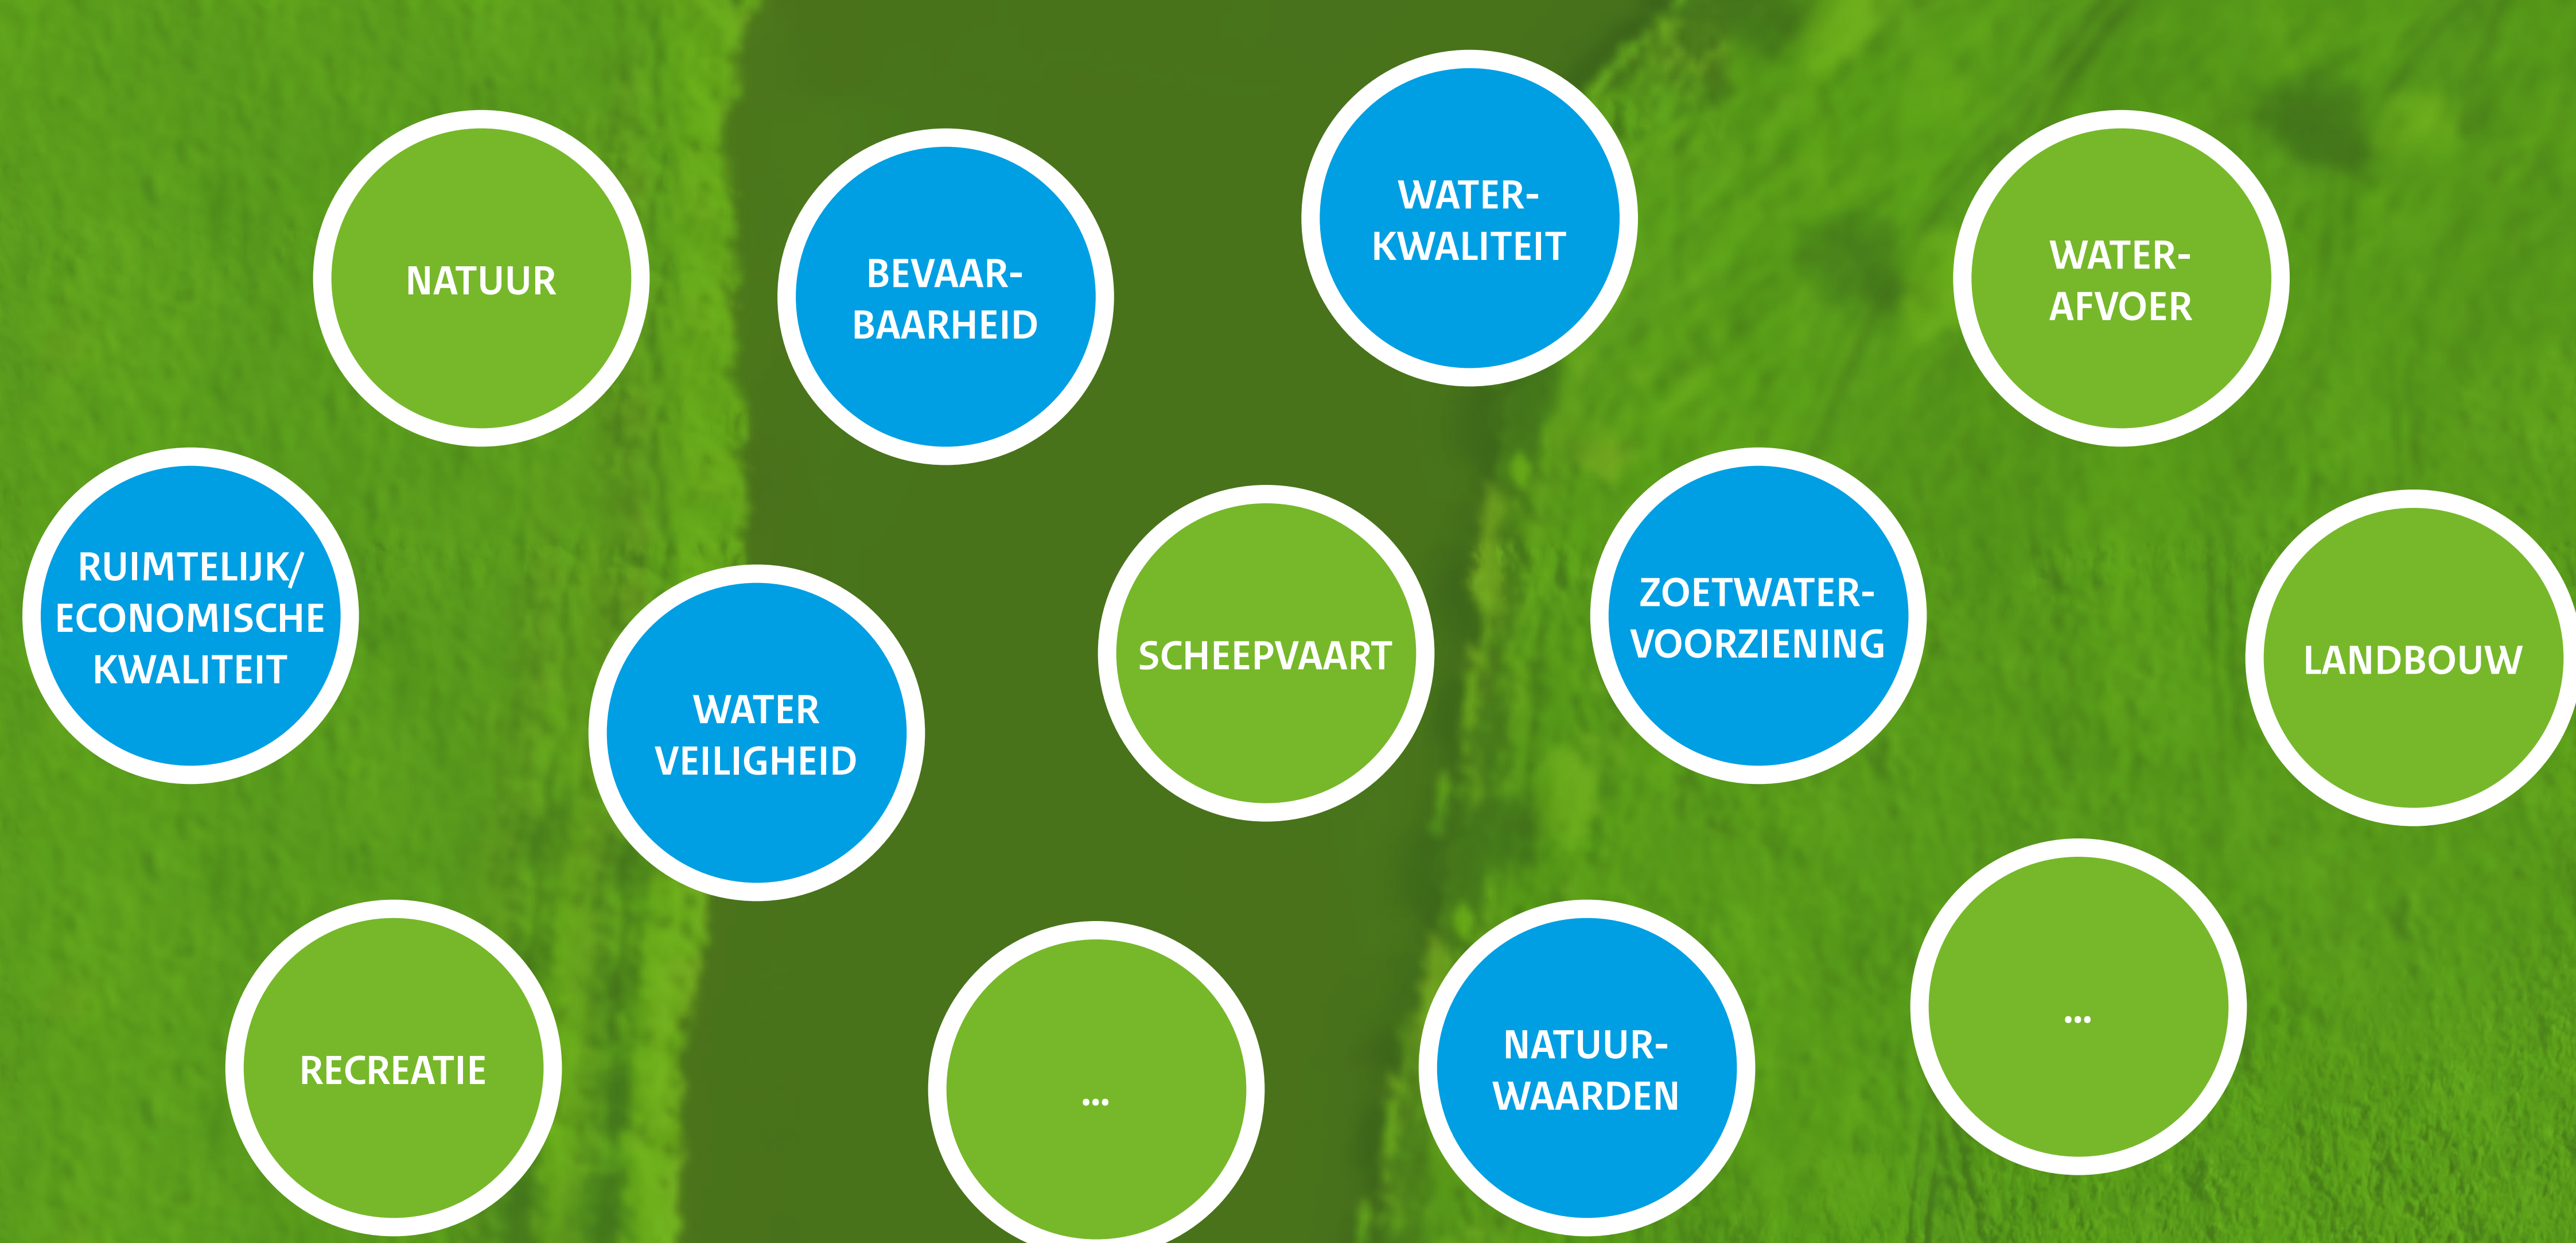 NATUUR
BEVAAR-
BAARHEID
WATER-
KWALITEIT
WATER-
AFVOER
RUIMTELIJK/
ECONOMISCHE
KWALITEIT
WATER
VEILIGHEID
SCHEEPVAART
ZOETWATER-
VOORZIENING
LANDBOUW
RECREATIE
...
NATUUR-
WAARDEN
...